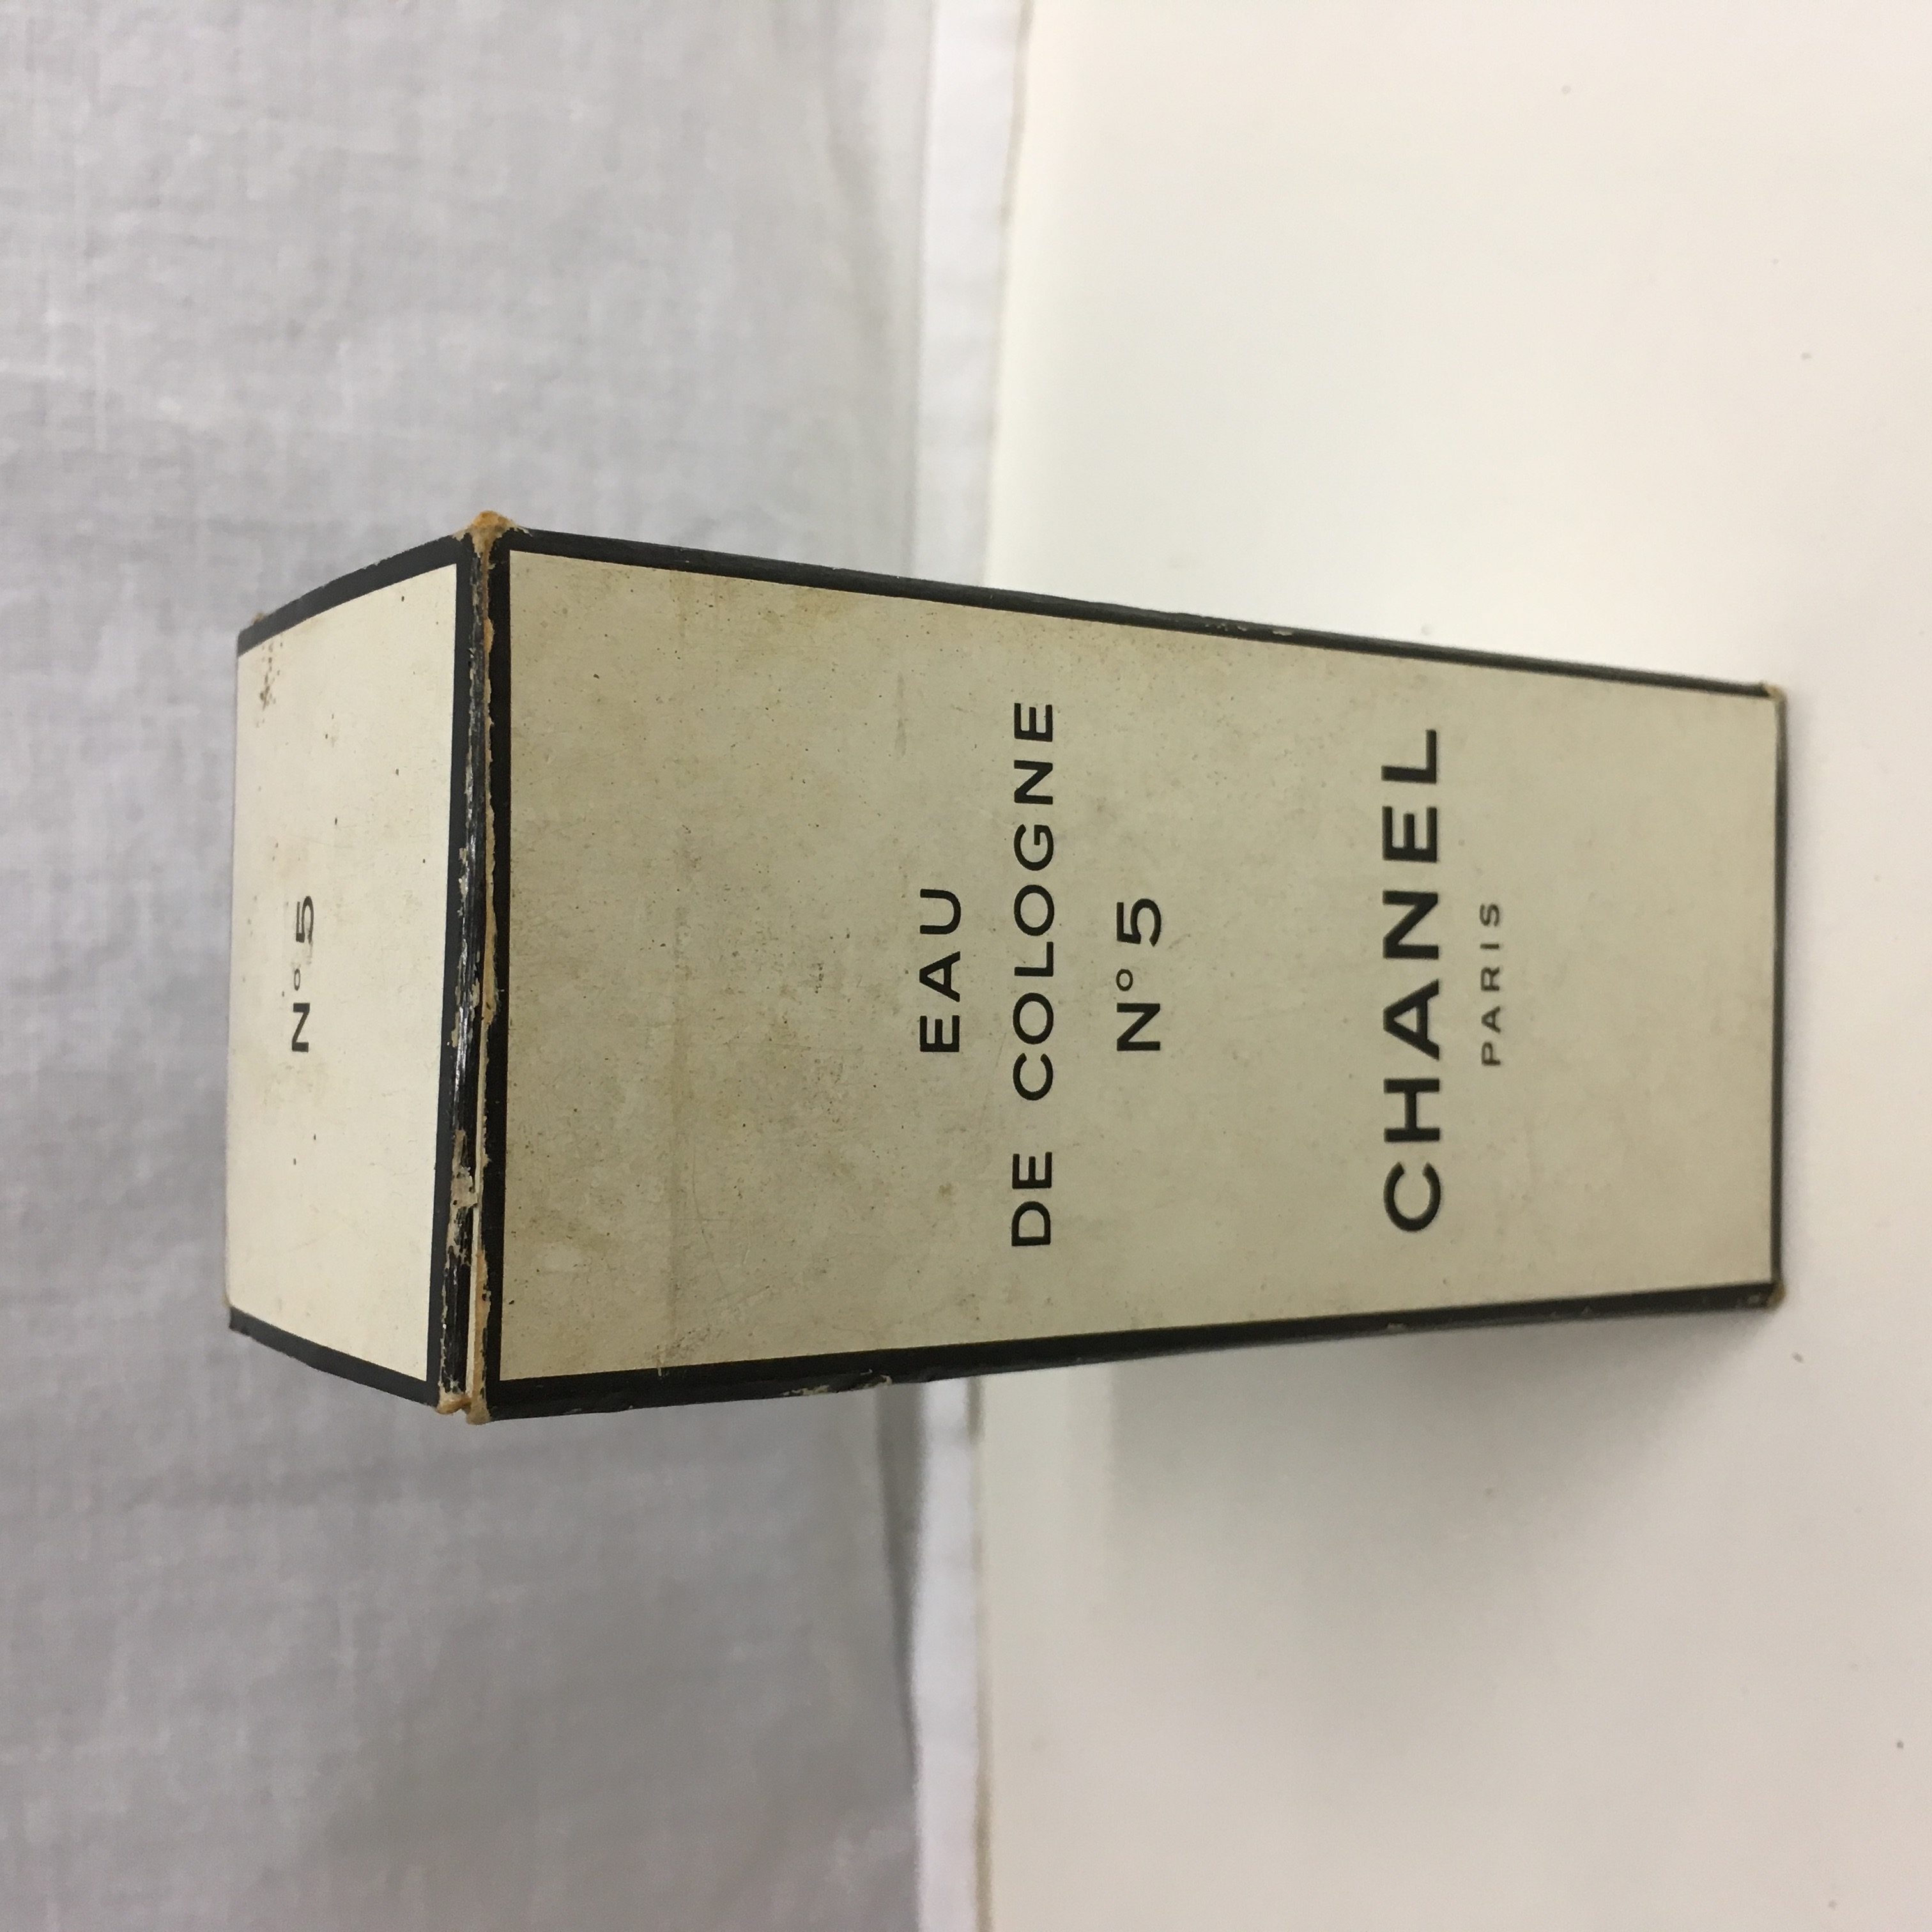 N° 5
EAU
DE COLOGNE
N° 5
CHANEL
PARIS